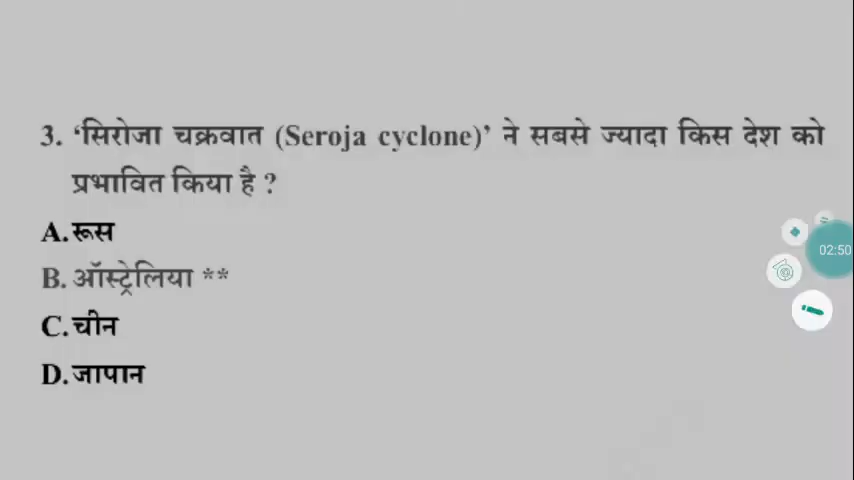 3. ‘सिरोजा चक्रवात (Seroja cyclone)’ ने सबसे ज्यादा किस देश को
प्रभावित किया है ?
A. रूस
B. ऑस्ट्रेलिया **
C. चीन
D. जापान
02:50